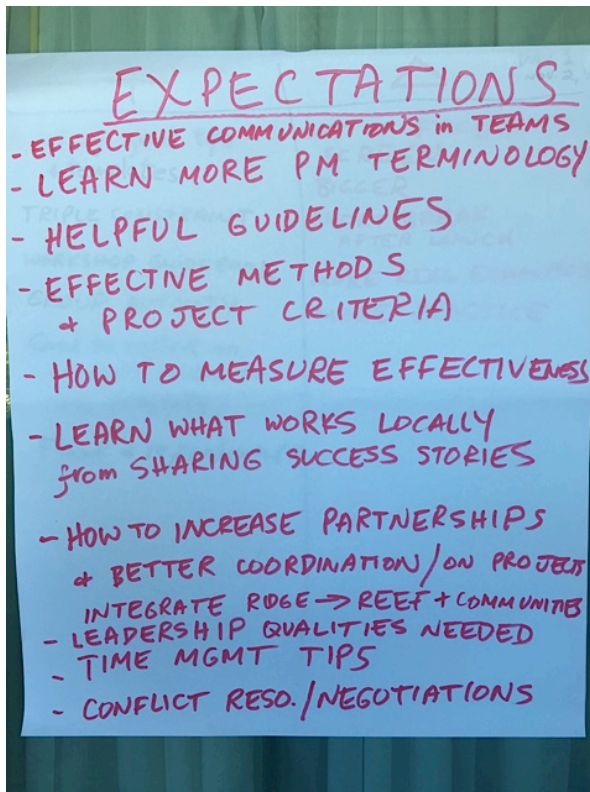 EXPECTATIONS
- EFFECTIVE COMMUNICATIONS in TEAMS
- LEARN MORE PM TERMINOLOGY
- HELPFUL GUIDELINES
- EFFECTIVE METHODS
+ PROJECT CRITERIA
- HOW TO MEASURE EFFECTIVENESS
- LEARN WHAT WORKS LOCALLY
from SHARING SUCCESS STORIES
- HOW TO INCREASE PARTNERSHIPS
+ BETTER COORDINATION/ON PROJECTS
INTEGRATE RIDGE → REEF + COMMUNITIES
- LEADERSHIP QUALITIES NEEDED
- TIME MGMT TIPS
- CONFLICT RESO./NEGOTIATIONS